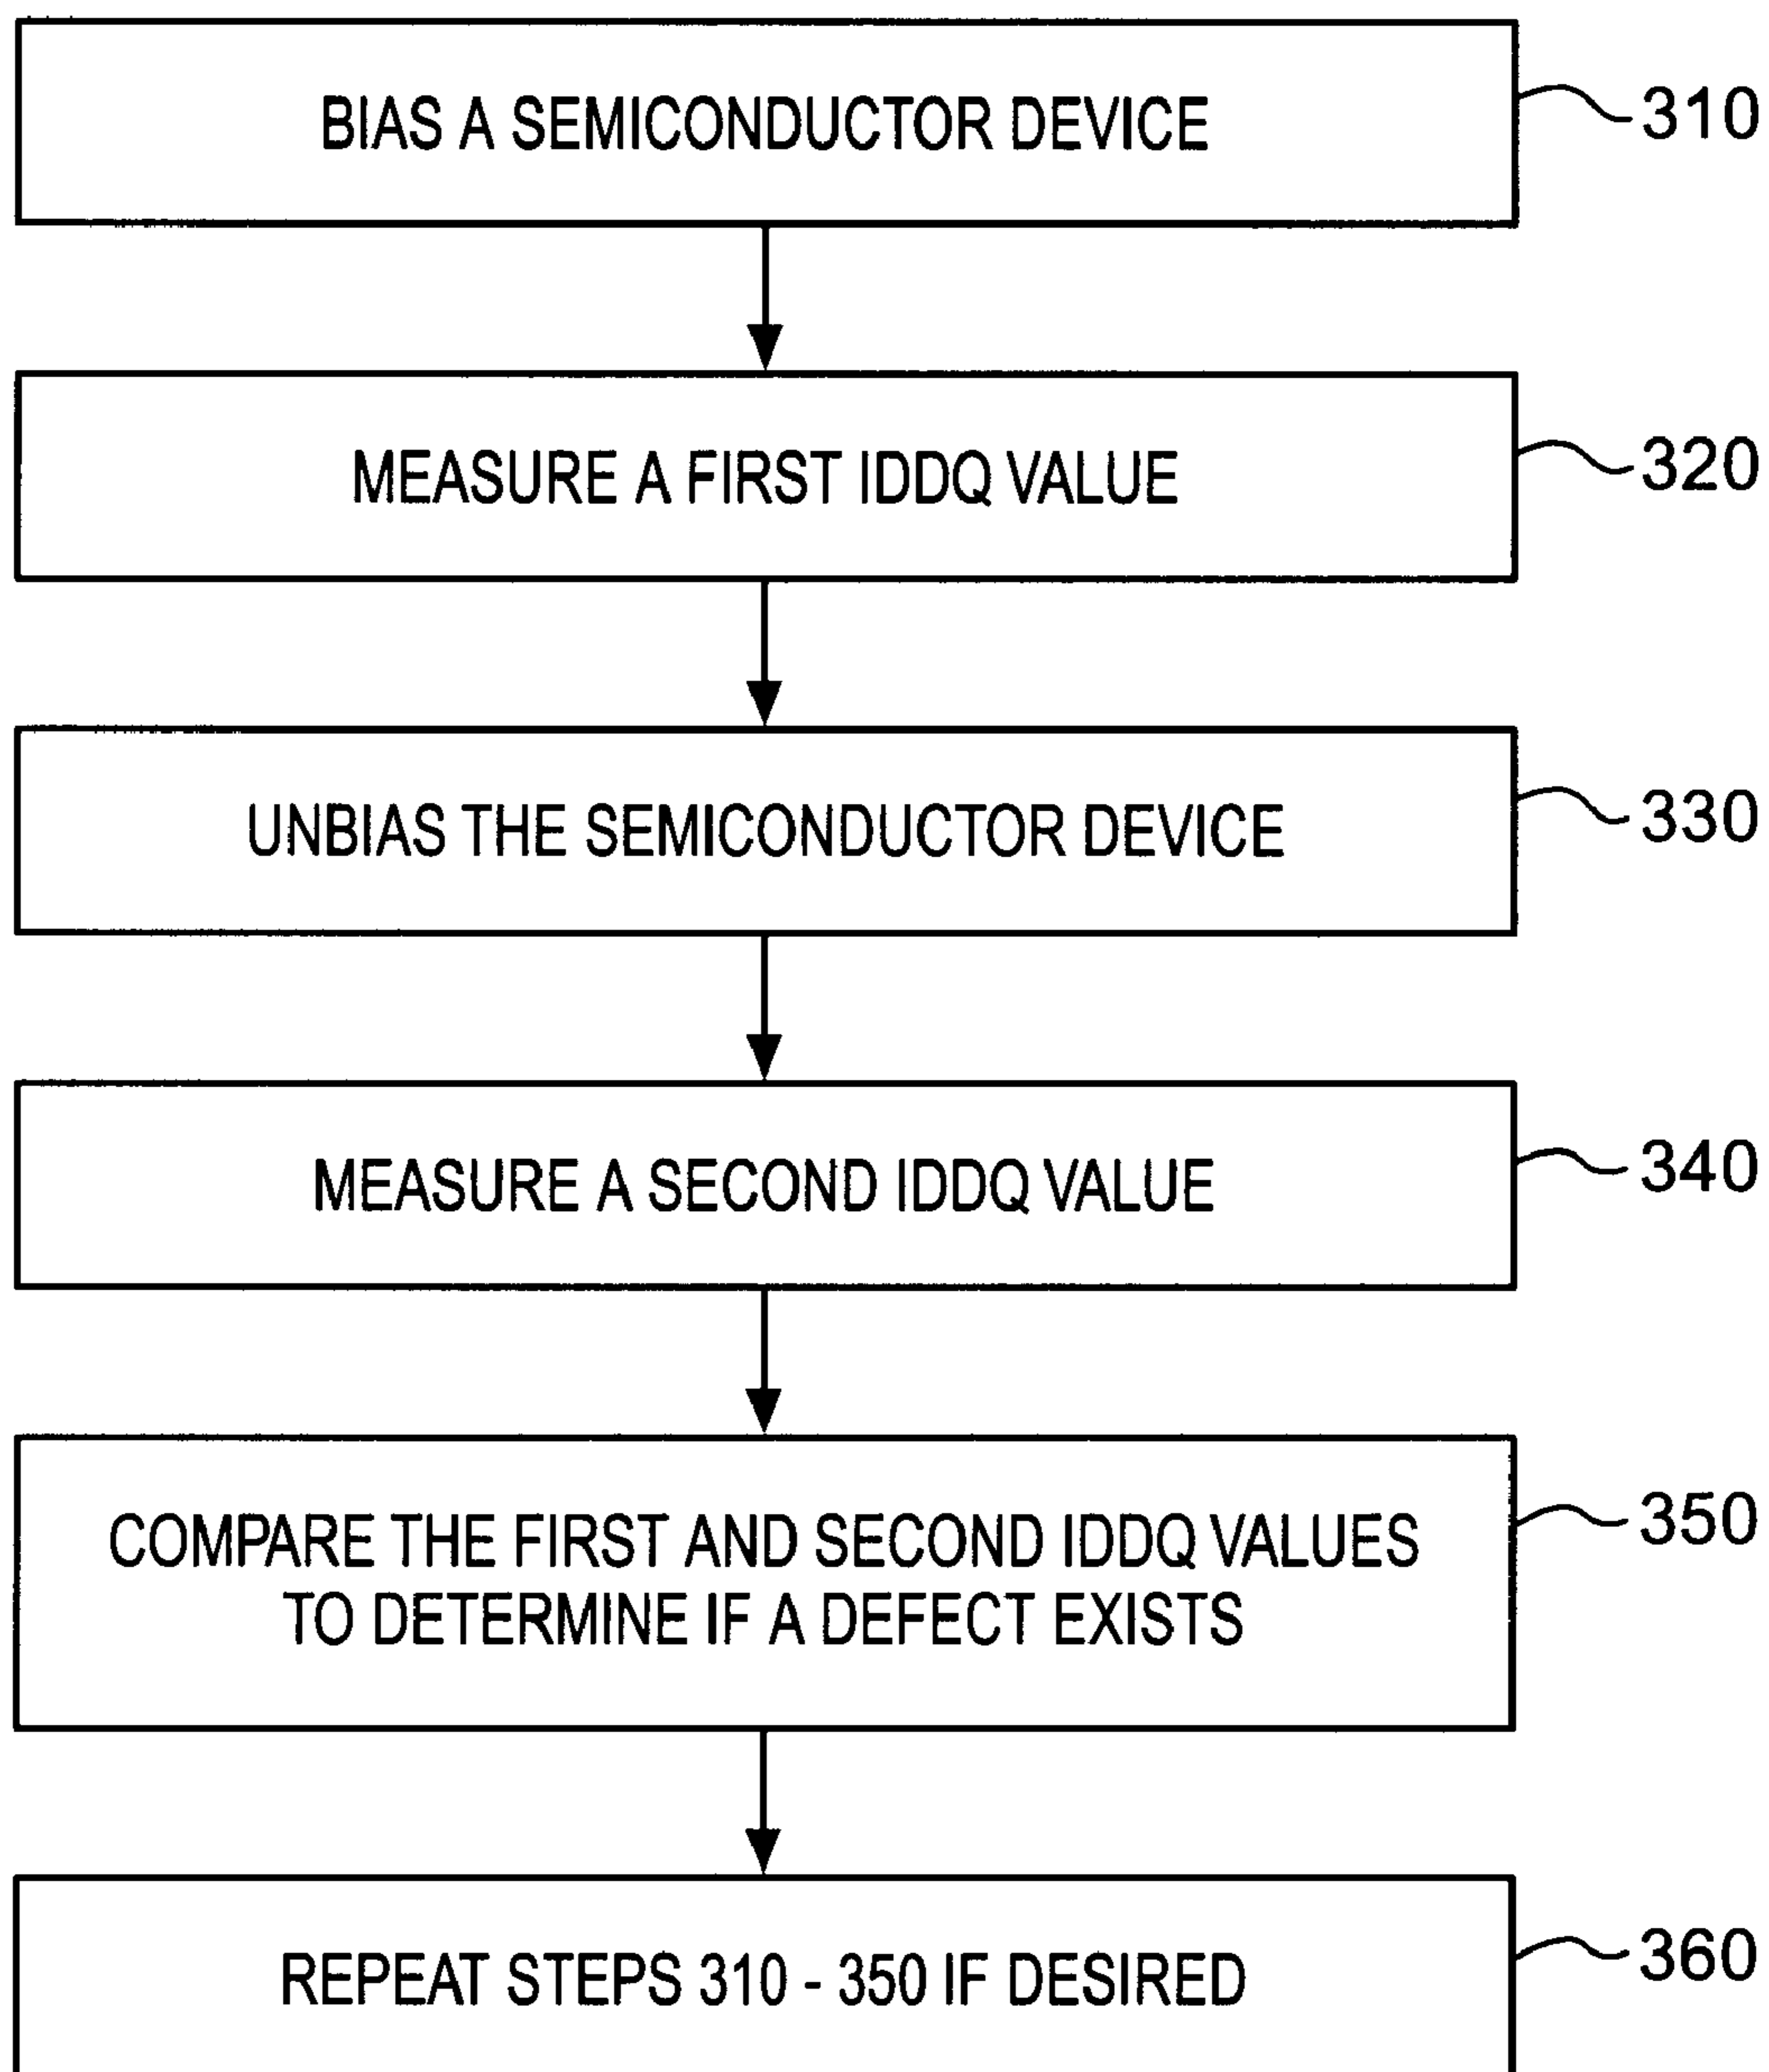 BIAS A SEMICONDUCTOR DEVICE
310
MEASURE A FIRST IDDQ VALUE
320
UNBIAS THE SEMICONDUCTOR DEVICE
330
MEASURE A SECOND IDDQ VALUE
340
COMPARE THE FIRST AND SECOND IDDQ VALUES
TO DETERMINE IF A DEFECT EXISTS
350
REPEAT STEPS 310 - 350 IF DESIRED
360